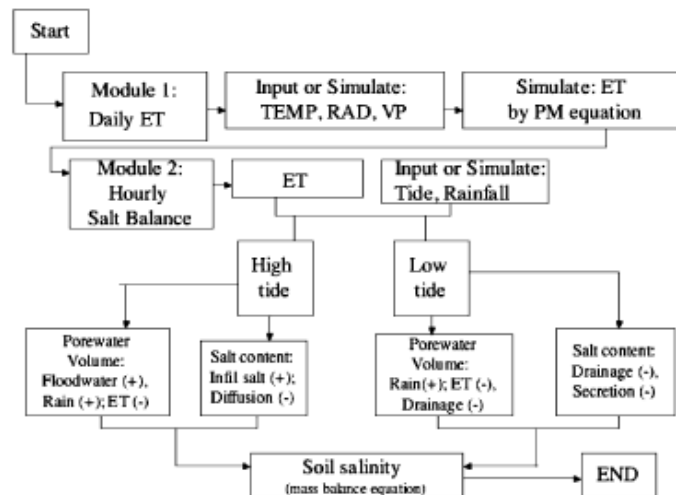 Start
Module 1:
Daily ET
Input or Simulate:
TEMP, RAD, VP
Simulate: ET
by PM equation
Module 2:
Hourly
Salt Balance
ET
Input or Simulate:
Tide, Rainfall
High
tide
Low
tide
Porewater
Volume:
Floodwater (+),
Rain (+); ET (-)
Salt content:
Infil salt (+);
Diffusion (-)
Porewater
Volume:
Rain(+); ET (-),
Drainage (-)
Salt content:
Drainage (-),
Secretion (-)
Soil salinity
(mass balance equation)
END